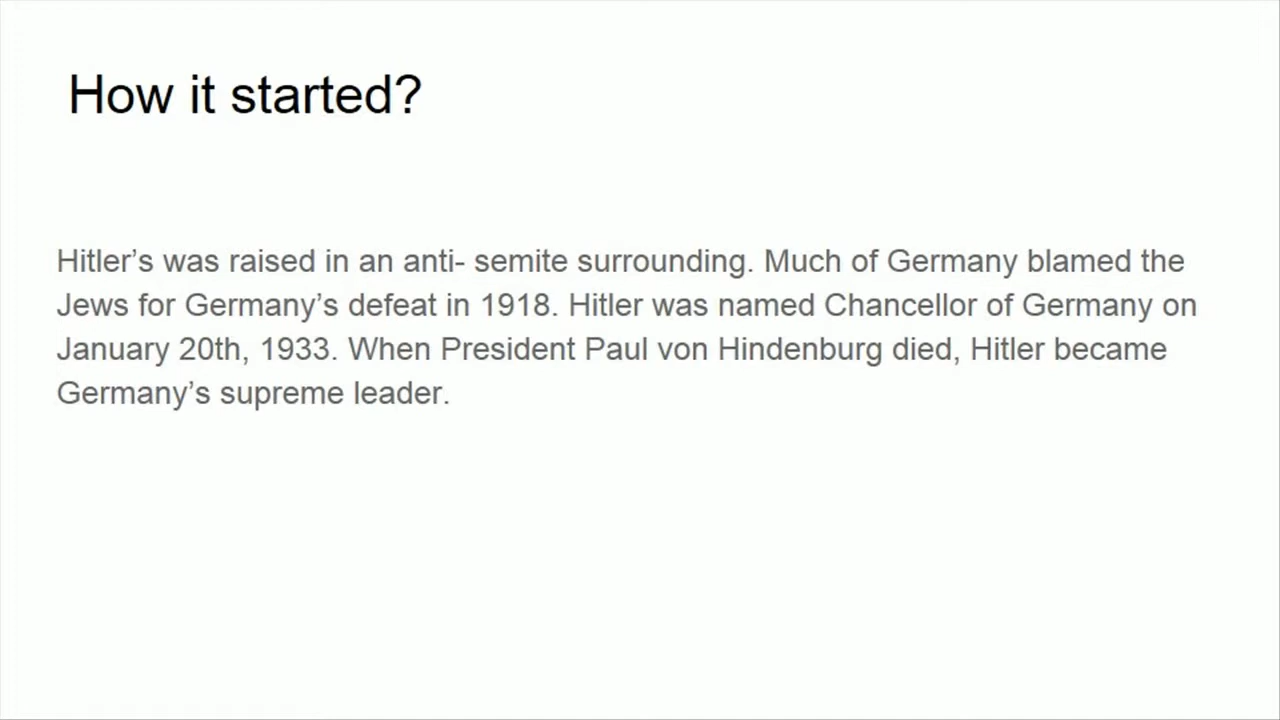 How it started?
Hitler’s was raised in an anti- semite surrounding. Much of Germany blamed the
Jews for Germany’s defeat in 1918. Hitler was named Chancellor of Germany on
January 20th, 1933. When President Paul von Hindenburg died, Hitler became
Germany’s supreme leader.